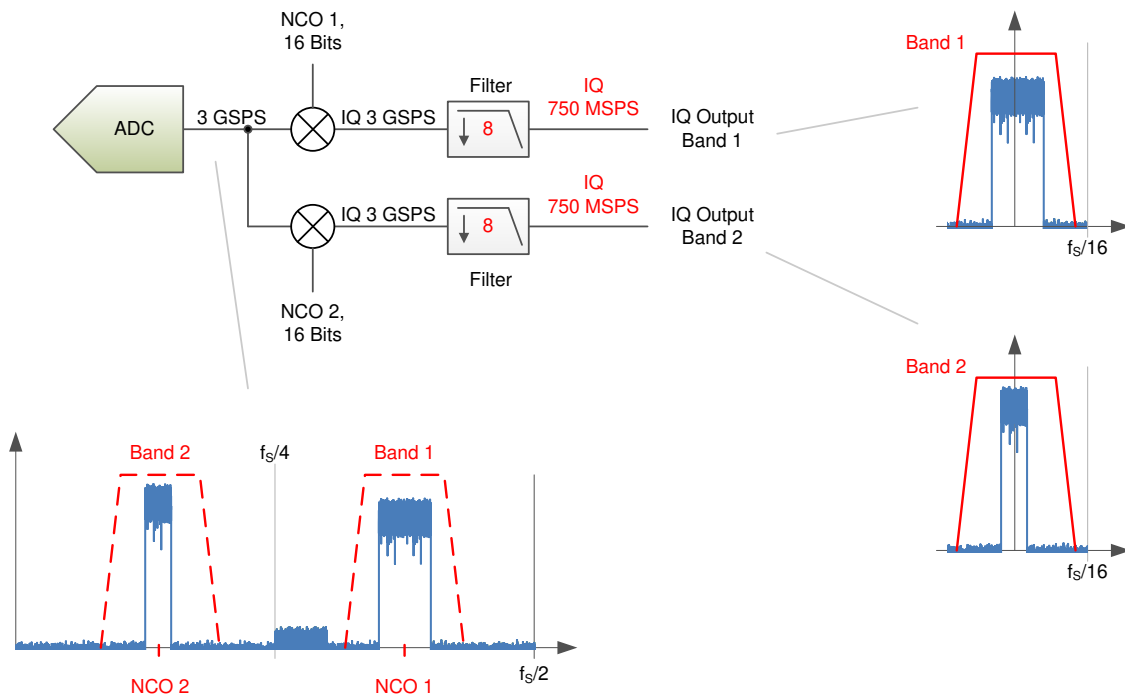 NCO 1,
16 Bits
ADC
3 GSPS
IQ 3 GSPS
Filter
8
IQ
750 MSPS
IQ Output
Band 1
IQ 3 GSPS
8
Filter
IQ
750 MSPS
IQ Output
Band 2
NCO 2,
16 Bits
Band 1
fS/16
Band 2
fS/16
Band 2
fS/4
Band 1
fS/2
NCO 2
NCO 1